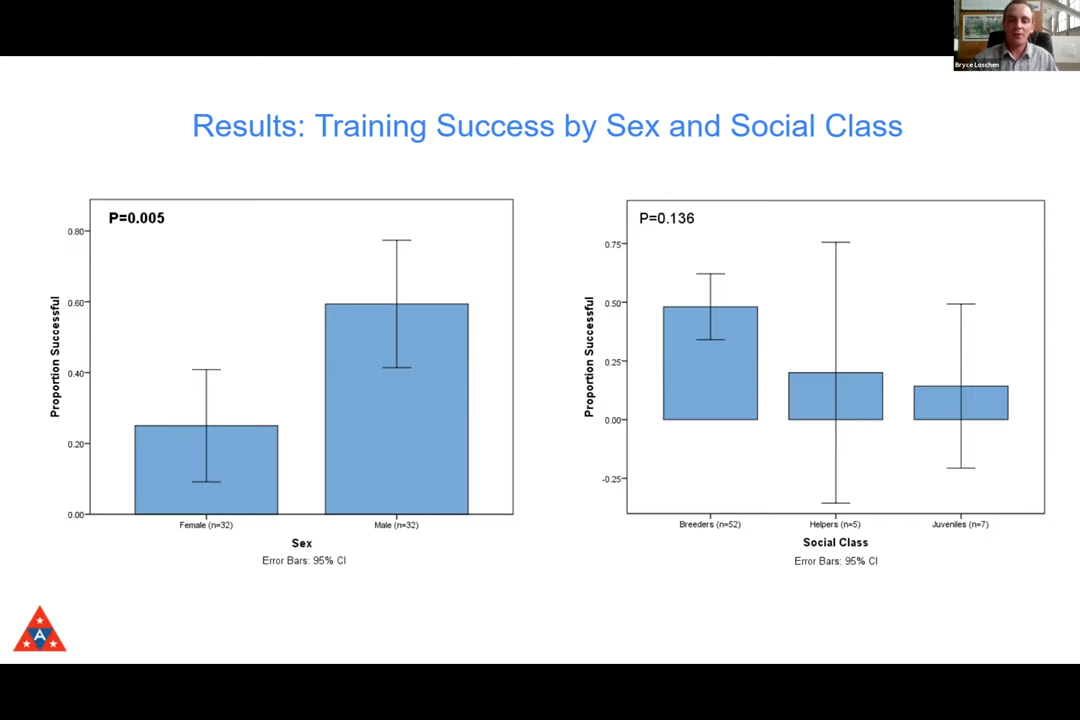 Bryce Loschen
Results: Training Success by Sex and Social Class
P=0.005
0.80
0.60
0.40
0.20
0.00
Proportion Successful
Female (n=32)
Male (n=32)
Sex
Error Bars: 95% CI
P=0.136
0.75
0.50
0.25
0.00
-0.25
Proportion Successful
Breeders (n=52)
Helpers (n=5)
Juveniles (n=7)
Social Class
Error Bars: 95% CI
A